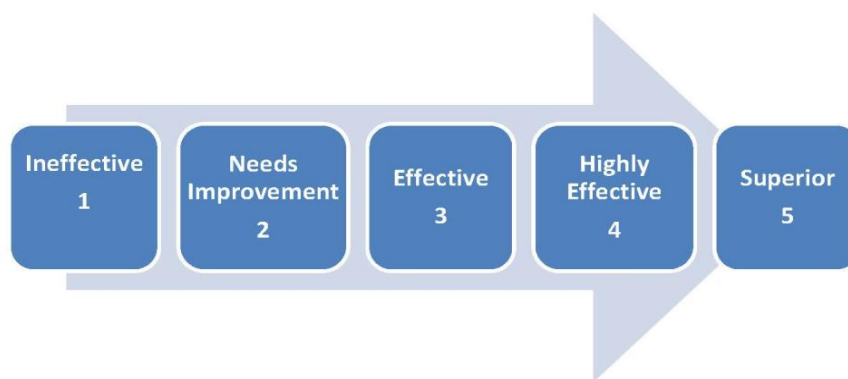 Ineffective
1
Needs
Improvement
2
Effective
3
Highly
Effective
4
Superior
5